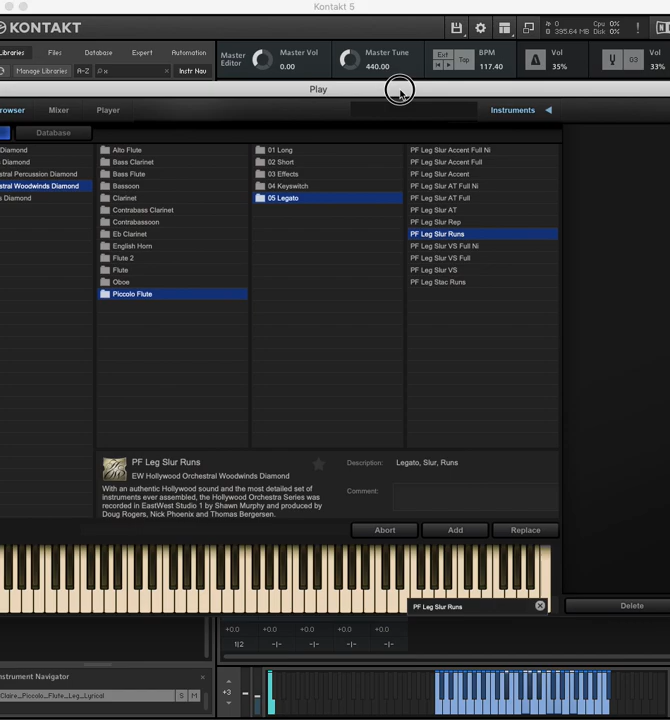 Kontakt 5
KONTAKT
Libraries Files Database Expert Automation
Manage Libraries A-Z x Instr Nav
Master Editor Master Vol 0.00 Master Tune 440.00 Ext Tap BPM 117.40 Vol 35% G3 Vol 33%
0 395.64 MB Cpu 0% Disk 0% !
Play
rowser Mixer Player Instruments
Database
Diamond Alto Flute 01 Long PF Leg Slur Accent Full Ni
Diamond Bass Clarinet 02 Short PF Leg Slur Accent Full
stral Percussion Diamond Bass Flute 03 Effects PF Leg Slur Accent
stral Woodwinds Diamond Bassoon 04 Keyswitch PF Leg Slur AT Full Ni
s Diamond Clarinet 05 Legato PF Leg Slur AT Full
Contrabass Clarinet PF Leg Slur AT
Contrabassoon PF Leg Slur Rep
Eb Clarinet PF Leg Slur Runs
English Horn PF Leg Slur VS Full Ni
Flute 2 PF Leg Slur VS Full
Flute PF Leg Slur VS
Oboe PF Leg Stac Runs
Piccolo Flute
PF Leg Slur Runs
EW Hollywood Orchestral Woodwinds Diamond
With an authentic Hollywood sound and the most detailed set of
instruments ever assembled, the Hollywood Orchestra Series was
recorded in EastWest Studio 1 by Shawn Murphy and produced by
Doug Rogers, Nick Phoenix and Thomas Bergersen.
Description: Legato, Slur, Runs
Comment:
Abort Add Replace
PF Leg Slur Runs
Delete
+0.0 +0.0 +0.0 +0.0
nstrument Navigator
Claire_Piccolo_Flute_Leg_Lyrical S M
+3